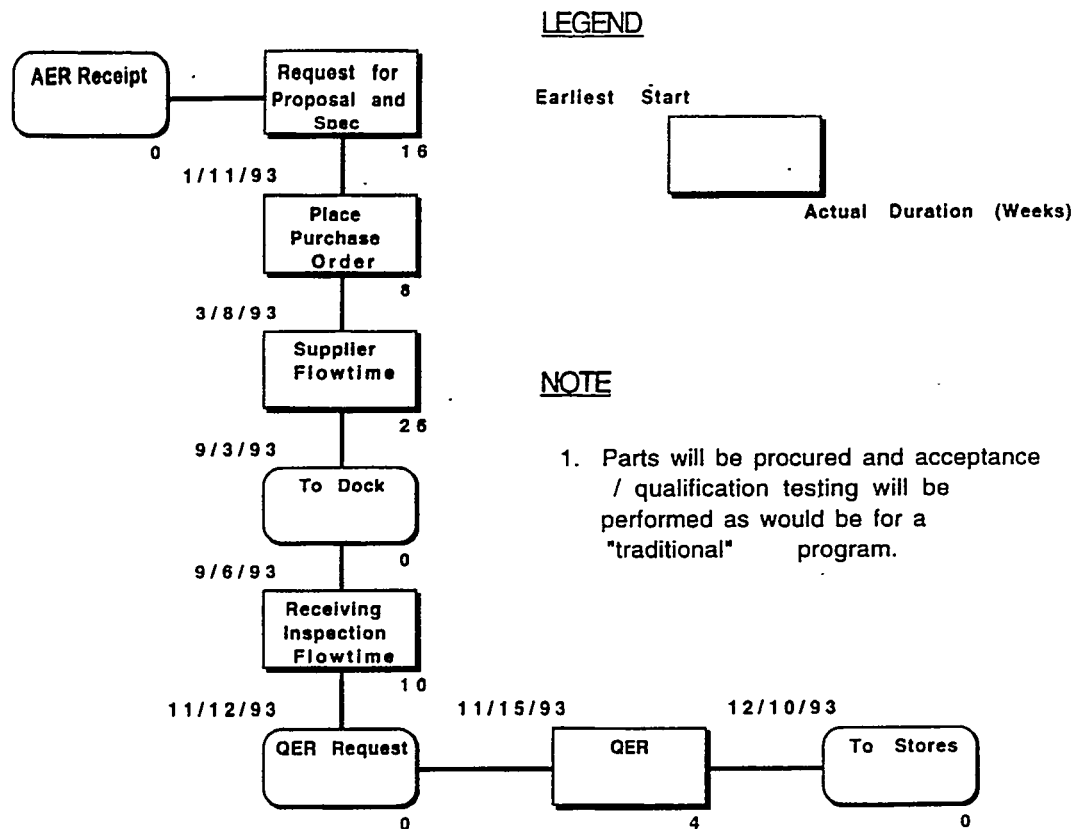 LEGEND
AER Receipt
0
Request for
Proposal and
Spec
16
Earliest Start
Actual Duration (Weeks)
1/11/93
Place
Purchase
Order
8
3/8/93
Supplier
Flowtime
26
NOTE
1. Parts will be procured and acceptance
/ qualification testing will be
performed as would be for a
"traditional" program.
9/3/93
To Dock
0
9/6/93
Receiving
Inspection
Flowtime
10
11/12/93
QER Request
0
11/15/93
QER
4
12/10/93
To Stores
0